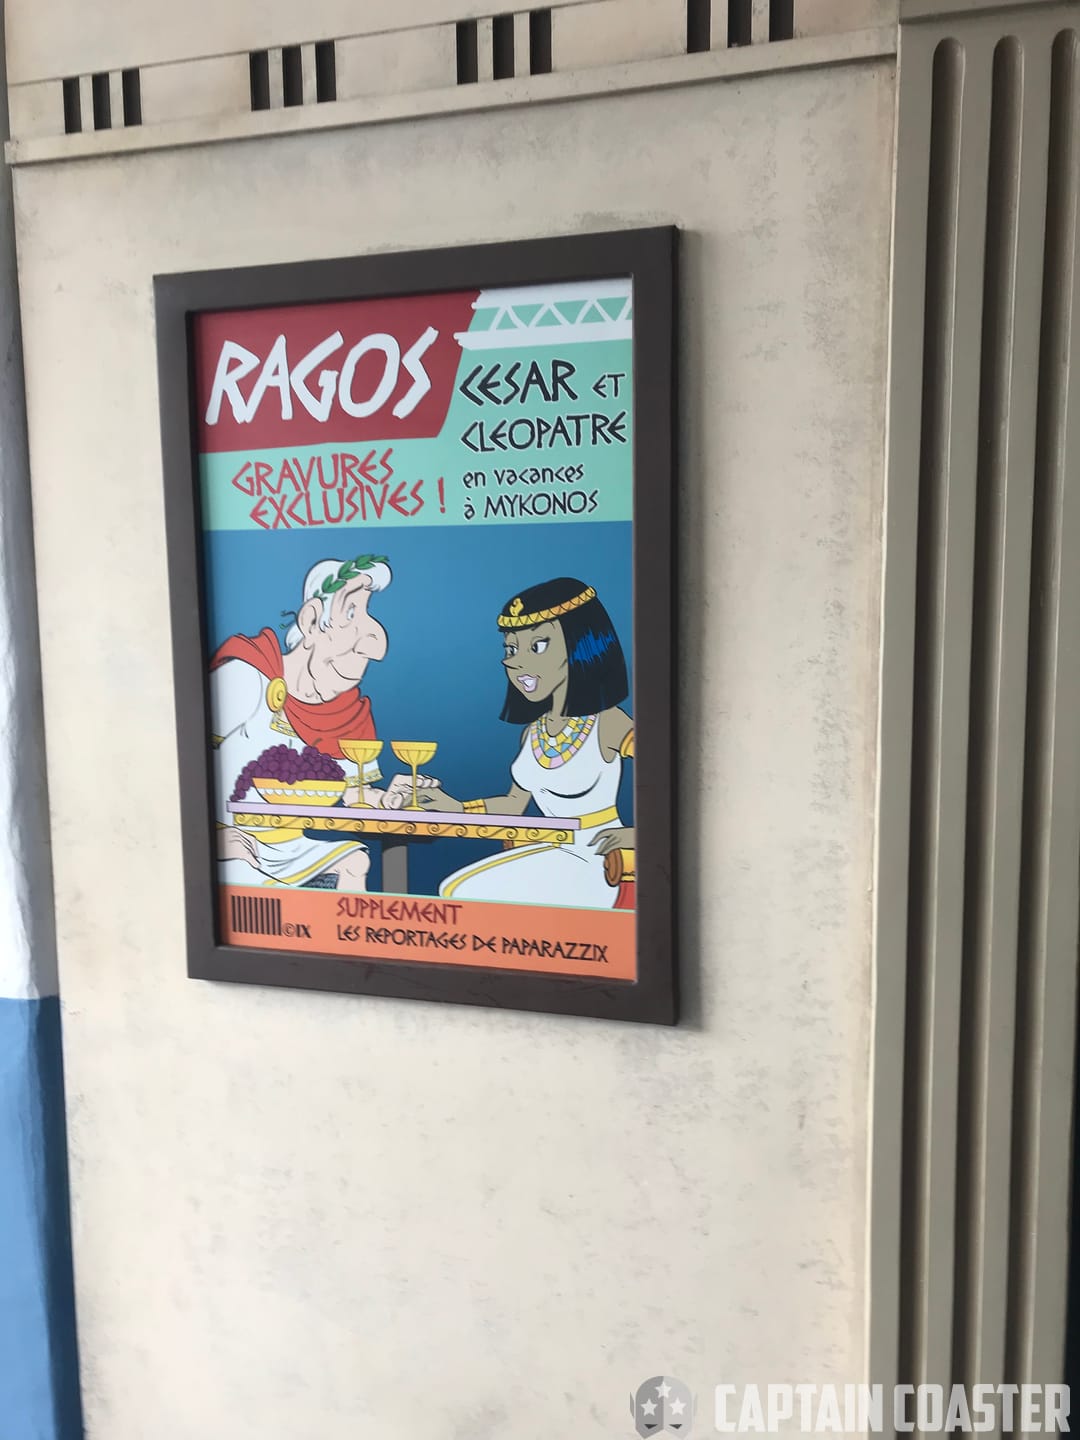 RAGOS
CESAR ET
CLEOPATRE
en vacances
à MYKONOS
GRAVURES
EXCLUSIVES !
©IX
SUPPLEMENT
LES REPORTAGES DE PAPARAZZIX
CAPTAIN COASTER